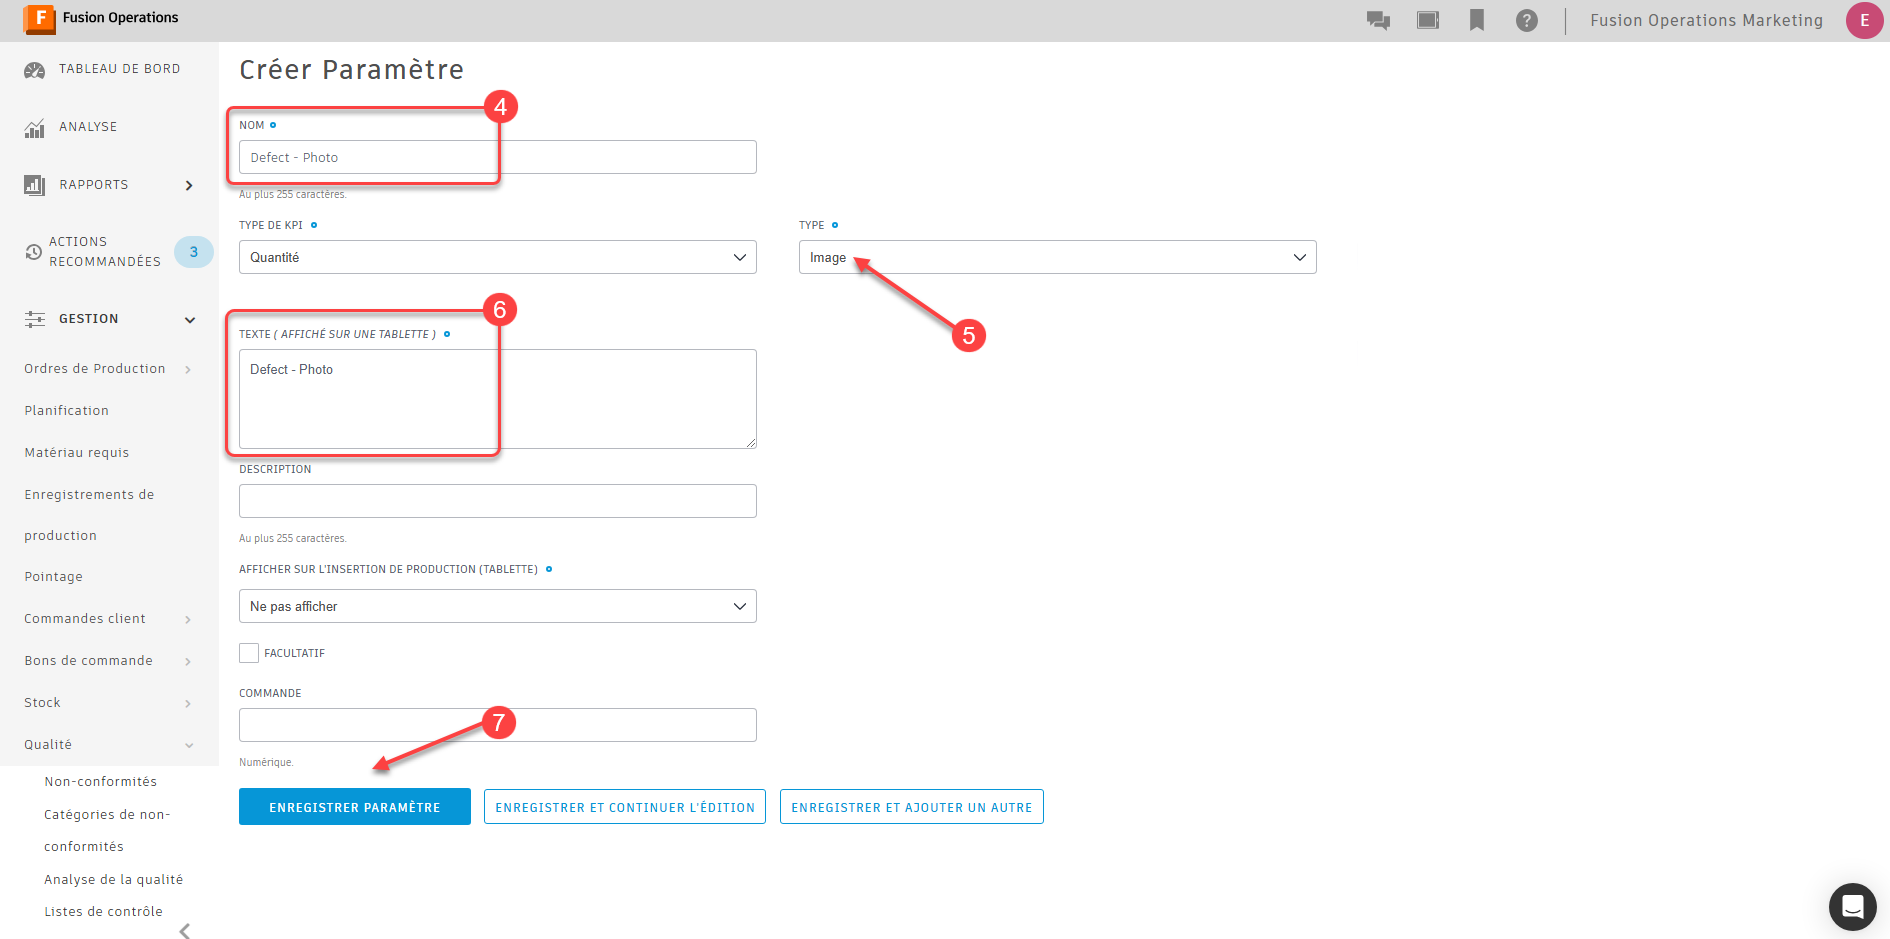 F Fusion Operations
? Fusion Operations Marketing E
TABLEAU DE BORD
ANALYSE
RAPPORTS
ACTIONS
RECOMMANDÉES
3
GESTION
Ordres de Production
Planification
Matériau requis
Enregistrements de
production
Pointage
Commandes client
Bons de commande
Stock
Qualité
Non-conformités
Catégories de non-
conformités
Analyse de la qualité
Listes de contrôle
Créer Paramètre
4
NOM
Defect - Photo
Au plus 255 caractères.
TYPE DE KPI
Quantité
TYPE
Image
5
6
TEXTE ( AFFICHÉ SUR UNE TABLETTE )
Defect - Photo
DESCRIPTION
Au plus 255 caractères.
AFFICHER SUR L'INSERTION DE PRODUCTION (TABLETTE)
Ne pas afficher
FACULTATIF
COMMANDE
7
Numérique.
ENREGISTRER PARAMÈTRE
ENREGISTRER ET CONTINUER L'ÉDITION
ENREGISTRER ET AJOUTER UN AUTRE